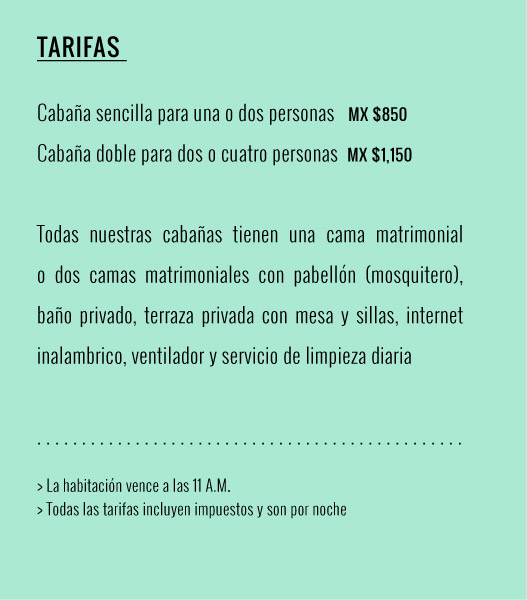 TARIFAS
Cabaña sencilla para una o dos personas MX $850
Cabaña doble para dos o cuatro personas MX $1,150
Todas nuestras cabañas tienen una cama matrimonial
o dos camas matrimoniales con pabellón (mosquitero),
baño privado, terraza privada con mesa y sillas, internet
inalambrico, ventilador y servicio de limpieza diaria
> La habitación vence a las 11 A.M.
> Todas las tarifas incluyen impuestos y son por noche